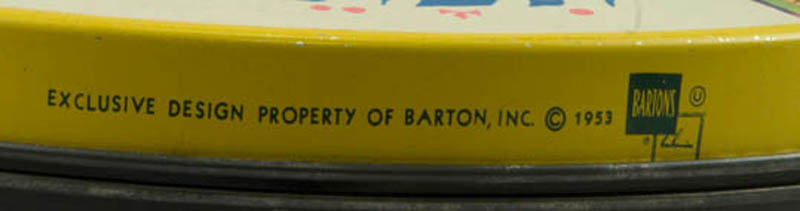 EXCLUSIVE DESIGN PROPERTY OF BARTON, INC. © 1953
BARTONS Ⓤ